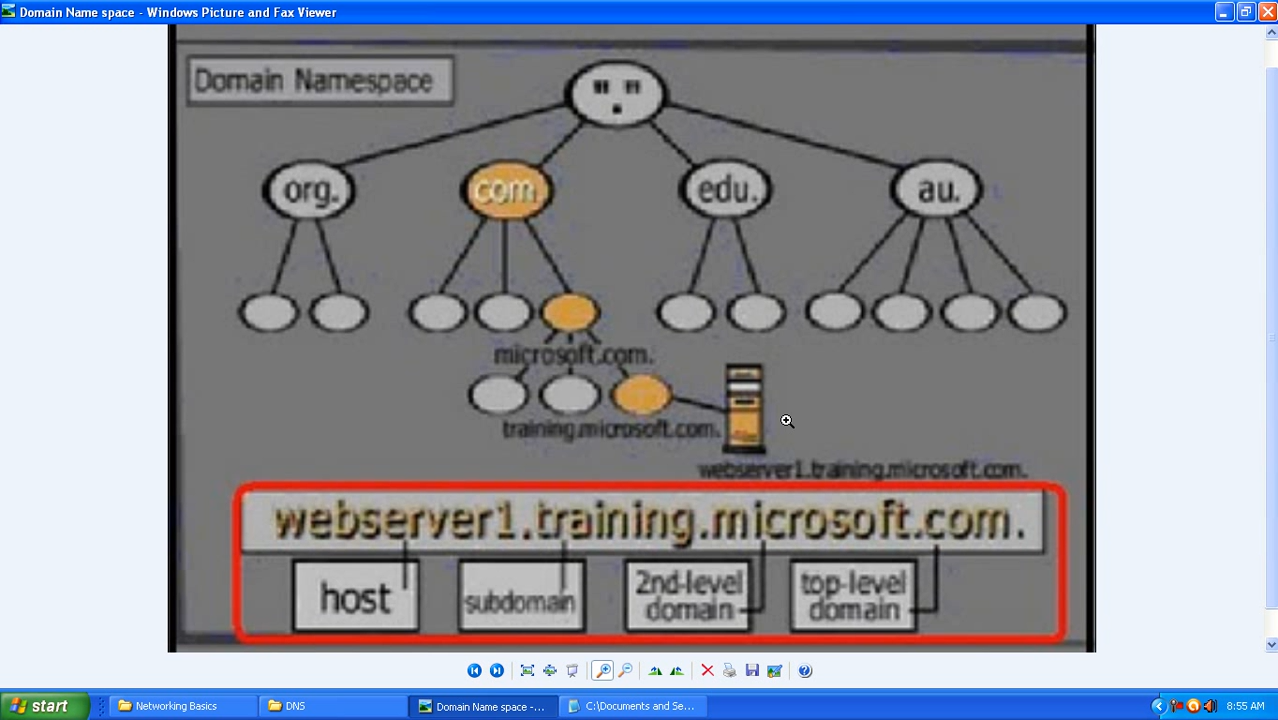 Domain Name space - Windows Picture and Fax Viewer
Domain Namespace
" "
.
org.
com
edu.
au.
microsoft.com.
training.microsoft.com.
webserver1.training.microsoft.com.
webserver1.training.microsoft.com.
host
subdomain
2nd-level
domain
top-level
domain
start
Networking Basics
DNS
Domain Name space -...
C:\Documents and Se...
8:55 AM